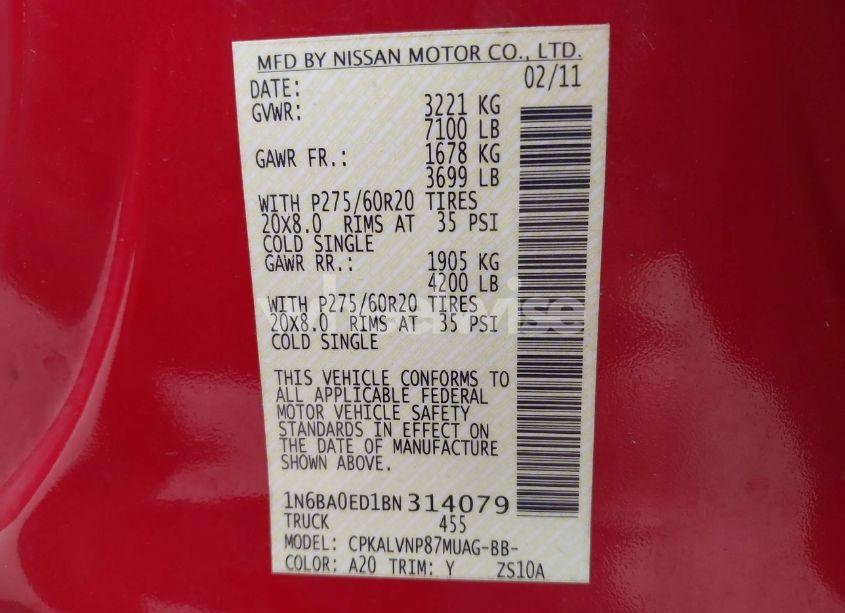 MFD BY NISSAN MOTOR CO., LTD.
DATE: 02/11
GVWR: 3221 KG
7100 LB
GAWR FR.: 1678 KG
3699 LB
WITH P275/60R20 TIRES
20X8.0 RIMS AT 35 PSI
COLD SINGLE
GAWR RR.: 1905 KG
4200 LB
WITH P275/60R20 TIRES
20X8.0 RIMS AT 35 PSI
COLD SINGLE
THIS VEHICLE CONFORMS TO
ALL APPLICABLE FEDERAL
MOTOR VEHICLE SAFETY
STANDARDS IN EFFECT ON
THE DATE OF MANUFACTURE
SHOWN ABOVE.
1N6BA0ED1BN314079
TRUCK 455
MODEL: CPKALVNP87MUAG-BB-
COLOR: A20 TRIM: Y ZS10A